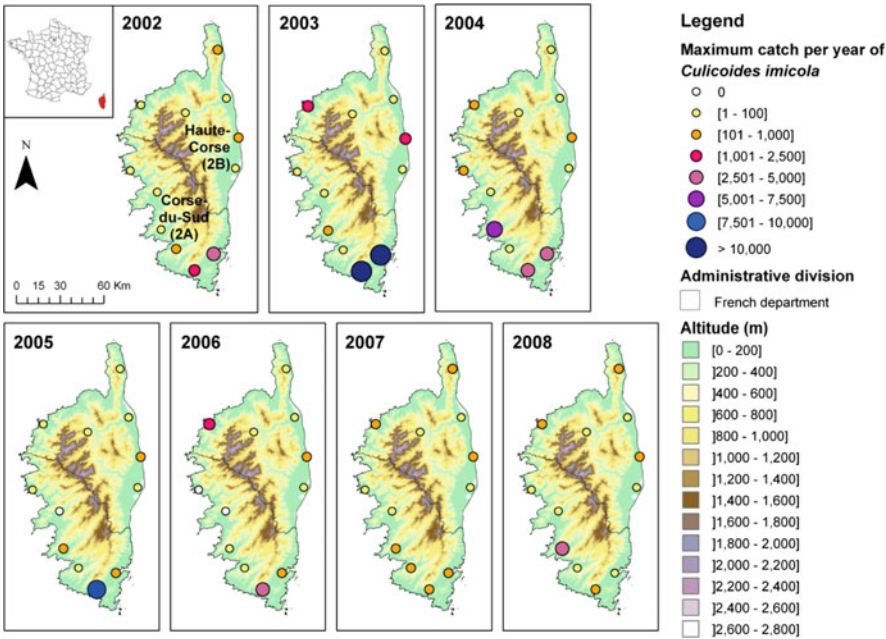 2002
2003
2004
Haute-
Corse
(2B)
Corse-
du-Sud
(2A)
N
0 30 60 Km
2005
2006
2007
2008
Legend
Maximum catch per year of
Culicoides imicola
0
[1 - 100]
[101 - 1,000]
[1,001 - 2,500]
[2,501 - 5,000]
[5,001 - 7,500]
[7,501 - 10,000]
> 10,000
Administrative division
French department
Altitude (m)
[0 - 200]
]200 - 400]
]400 - 600]
]600 - 800]
]800 - 1,000]
]1,000 - 1,200]
]1,200 - 1,400]
]1,400 - 1,600]
]1,600 - 1,800]
]1,800 - 2,000]
]2,000 - 2,200]
]2,200 - 2,400]
]2,400 - 2,600]
]2,600 - 2,800]